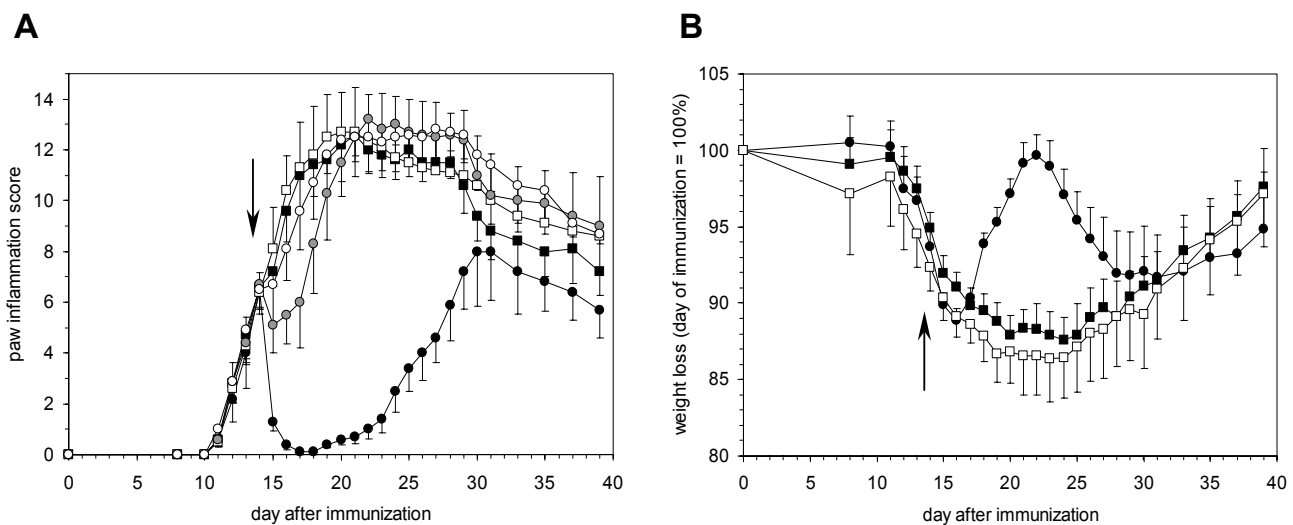 A
B
paw inflammation score
14
12
10
8
6
4
2
0
0 5 10 15 20 25 30 35 40
day after immunization
weight loss (day of immunization = 100%)
105
100
95
90
85
80
0 5 10 15 20 25 30 35 40
day after immunization